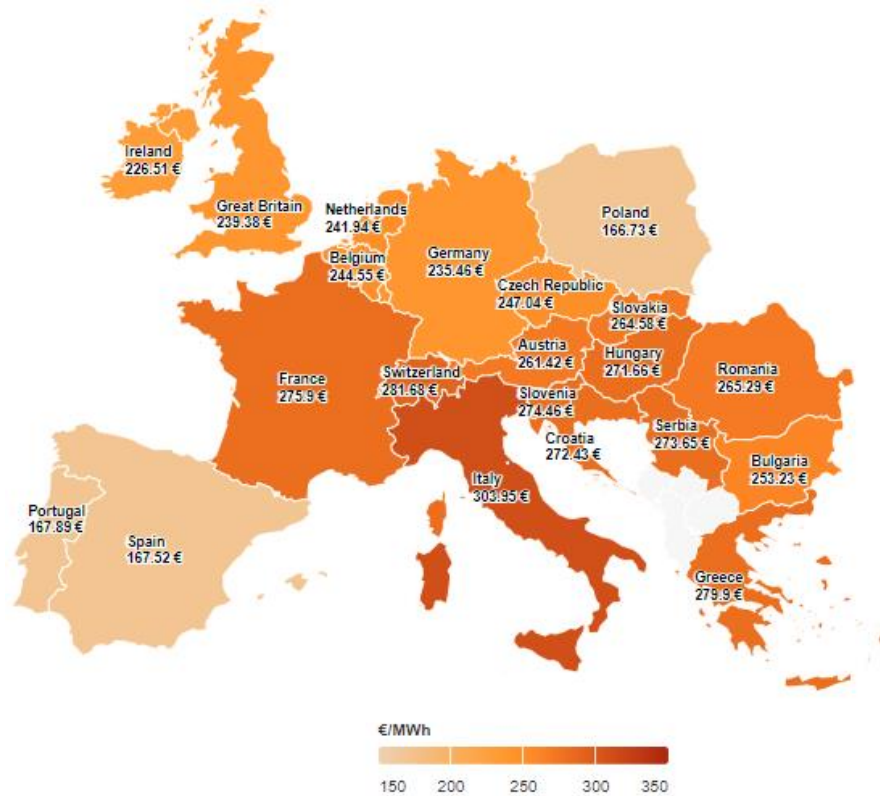 Ireland
226.51 €
Great Britain
239.38 €
Netherlands
241.94 €
Belgium
244.55 €
Germany
235.46 €
Poland
166.73 €
Czech Republic
247.04 €
Slovakia
264.58 €
Austria
261.42 €
Hungary
271.66 €
Romania
265.29 €
France
275.9 €
Switzerland
281.68 €
Slovenia
274.46 €
Croatia
272.43 €
Serbia
273.65 €
Bulgaria
253.23 €
Italy
303.95 €
Portugal
167.89 €
Spain
167.52 €
Greece
279.9 €
€/MWh
150 200 250 300 350